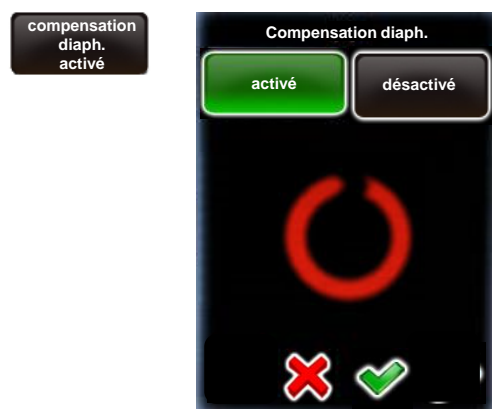 compensation
diaph.
activé
Compensation diaph.
activé
désactivé